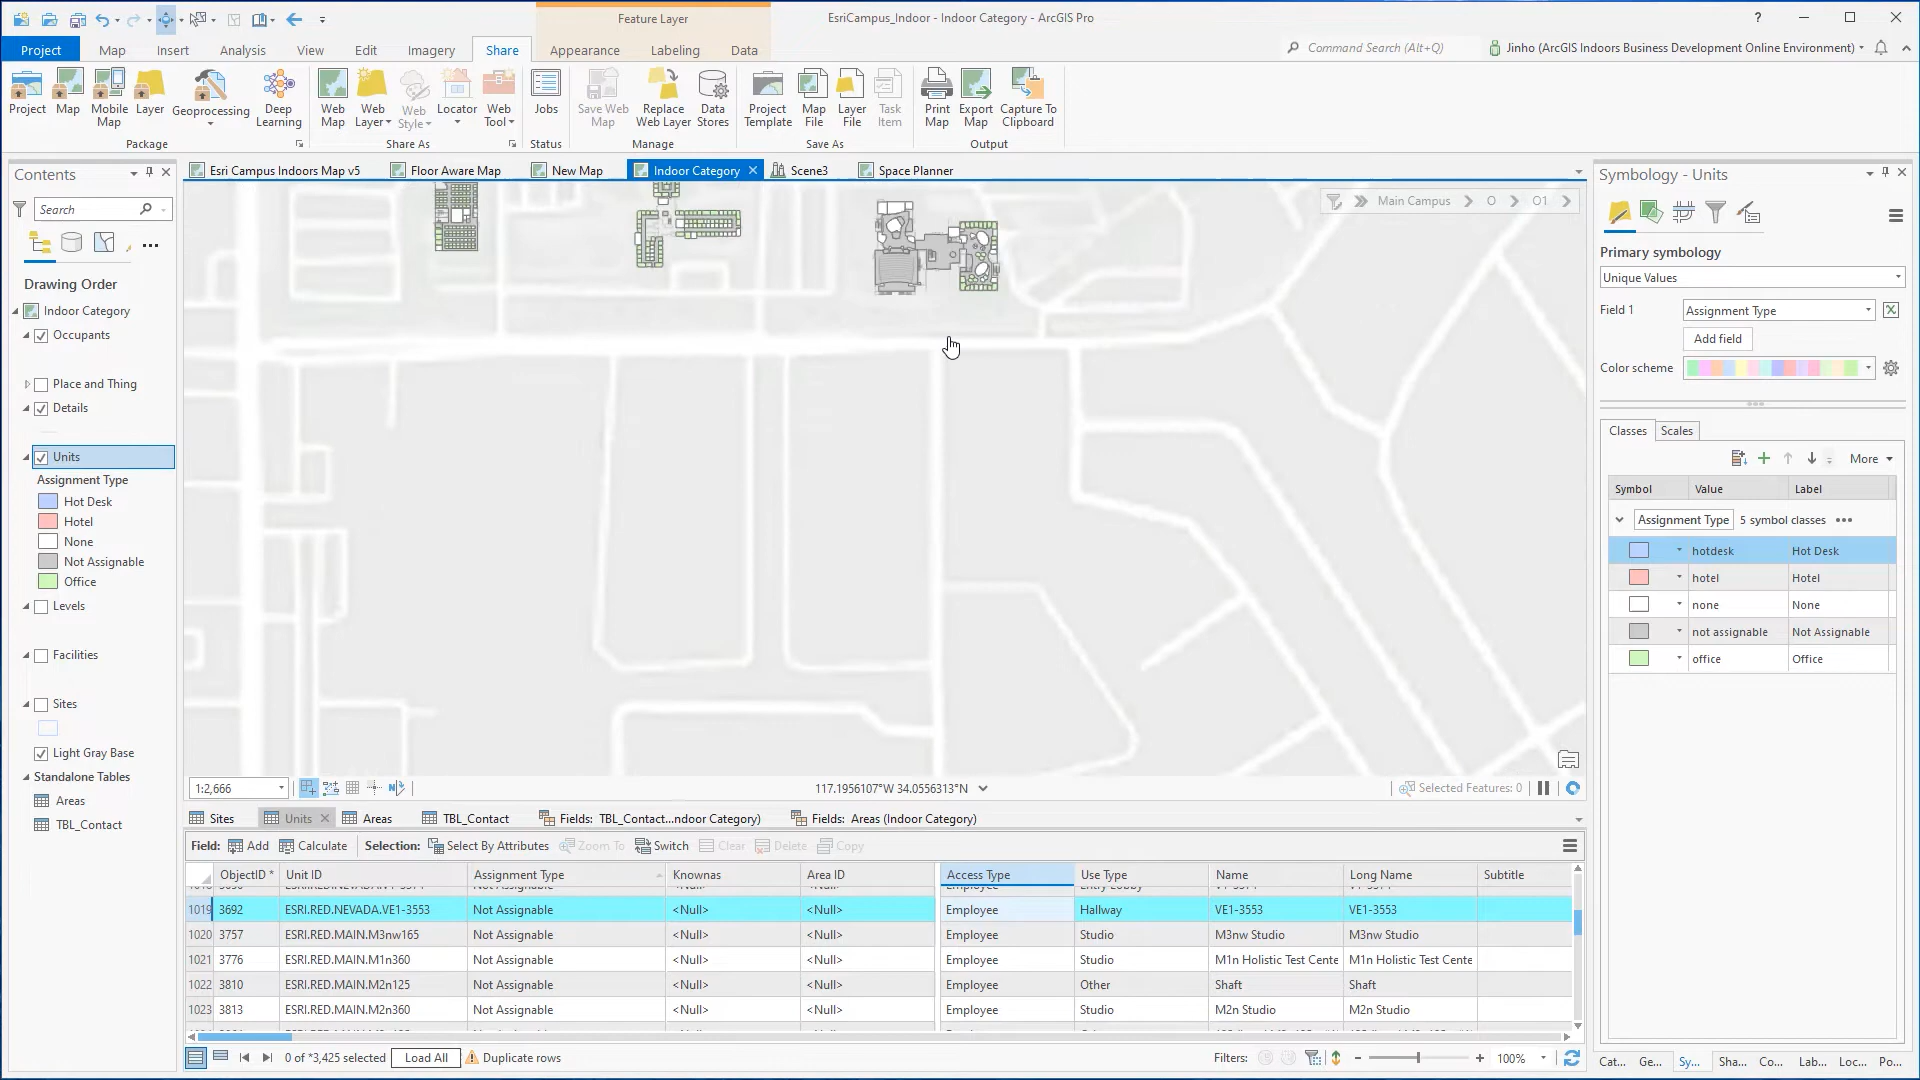 Feature Layer
EsriCampus_Indoor - Indoor Category - ArcGIS Pro
?
Project
Map
Insert
Analysis
View
Edit
Imagery
Share
Appearance
Labeling
Data
Command Search (Alt+Q)
Jinho (ArcGIS Indoors Business Development Online Environment)
Project
Map
Mobile
Map
Layer
Geoprocessing
Deep
Learning
Package
Web
Map
Web
Layer
Web
Style
Locator
Web
Tool
Share As
Jobs
Status
Save Web
Map
Replace
Web Layer
Data
Stores
Manage
Project
Template
Map
File
Layer
File
Task
Item
Save As
Print
Map
Export
Map
Capture To
Clipboard
Output
Contents
Search
Drawing Order
Indoor Category
Occupants
Place and Thing
Details
Units
Assignment Type
Hot Desk
Hotel
None
Not Assignable
Office
Levels
Facilities
Sites
Light Gray Base
Standalone Tables
Areas
TBL_Contact
Esri Campus Indoors Map v5
Floor Aware Map
New Map
Indoor Category
Scene3
Space Planner
Main Campus
O
O1
1:2,666
117.1956107°W 34.0556313°N
Selected Features: 0
Sites
Units
Areas
TBL_Contact
Fields: TBL_Contact...ndoor Category)
Fields: Areas (Indoor Category)
Field: Add Calculate Selection: Select By Attributes Zoom To Switch Clear Delete Copy
ObjectID * Unit ID Assignment Type Knownas Area ID Access Type Use Type Name Long Name Subtitle
1019 3692 ESRI.RED.NEVADA.VE1-3553 Not Assignable <Null> <Null> Employee Hallway VE1-3553 VE1-3553
1020 3757 ESRI.RED.MAIN.M3nw165 Not Assignable <Null> <Null> Employee Studio M3nw Studio M3nw Studio
1021 3776 ESRI.RED.MAIN.M1n360 Not Assignable <Null> <Null> Employee Studio M1n Holistic Test Cente M1n Holistic Test Cente
1022 3810 ESRI.RED.MAIN.M2n125 Not Assignable <Null> <Null> Employee Other Shaft Shaft
1023 3813 ESRI.RED.MAIN.M2n360 Not Assignable <Null> <Null> Employee Studio M2n Studio M2n Studio
0 of *3,425 selected
Load All
Duplicate rows
Filters:
100%
Symbology - Units
Primary symbology
Unique Values
Field 1
Assignment Type
Add field
Color scheme
Classes
Scales
More
Symbol Value Label
Assignment Type 5 symbol classes
hotdesk Hot Desk
hotel Hotel
none None
not assignable Not Assignable
office Office
Cat... Ge... Sy... Sha... Co... Lab... Loc... Po...